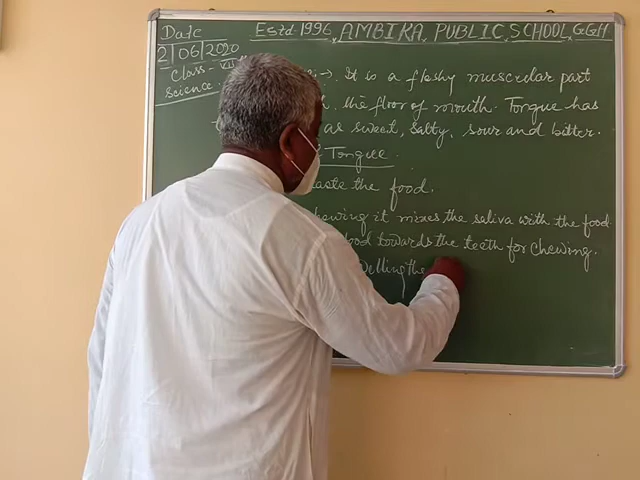 Date Estd. 1996, AMBIKA PUBLIC SCHOOL, GGH
2/06/2020
Class - VII
Science
It is a fleshy muscular part
the floor of mouth. Tongue has
as sweet, salty, sour and bitter.
Tongue
taste the food.
chewing it mixes the saliva with the food
food towards the teeth for chewing.
the